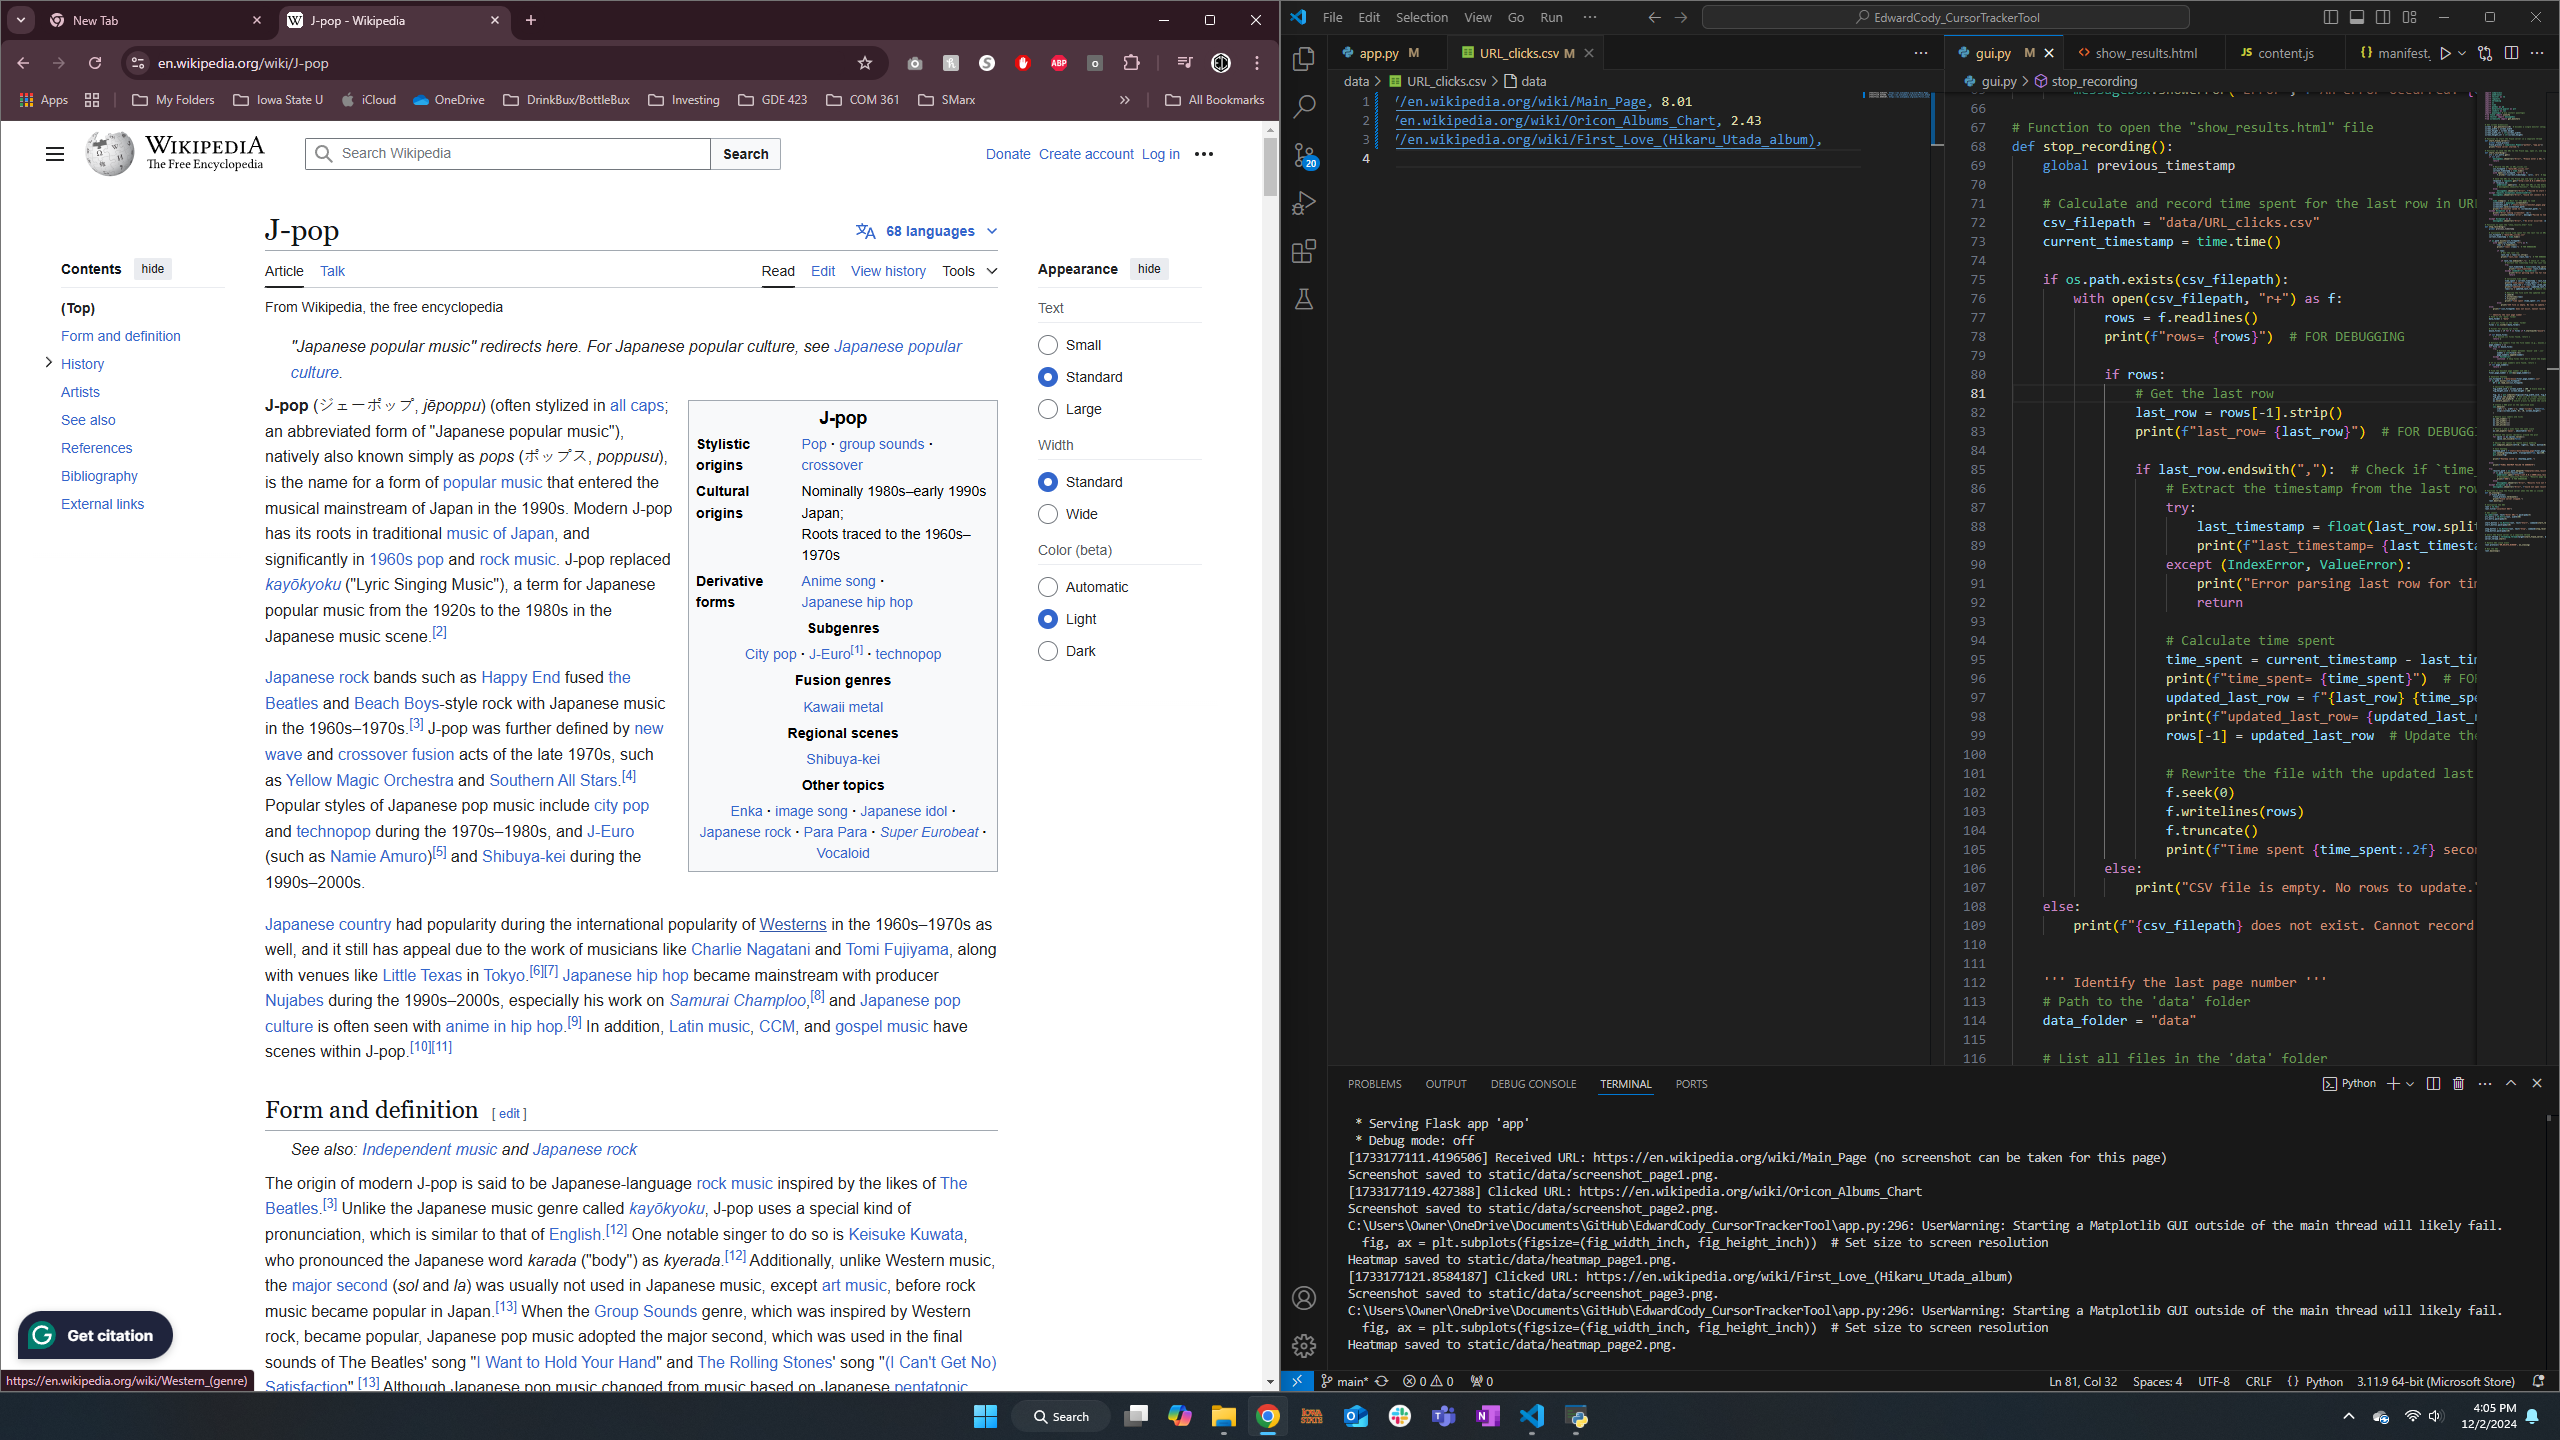 New Tab
J-pop - Wikipedia
en.wikipedia.org/wiki/J-pop
Apps
My Folders
Iowa State U
iCloud
OneDrive
DrinkBux/BottleBux
Investing
GDE 423
COM 361
SMarx
All Bookmarks
WIKIPEDIA
The Free Encyclopedia
Search Wikipedia
Search
Donate Create account Log in
J-pop
68 languages
Article Talk
Read Edit View history Tools
From Wikipedia, the free encyclopedia
Contents hide
(Top)
Form and definition
History
Artists
See also
References
Bibliography
External links
"Japanese popular music" redirects here. For Japanese popular culture, see Japanese popular
culture.
J-pop (ジェーポップ, jēpoppu) (often stylized in all caps;
an abbreviated form of "Japanese popular music"),
natively also known simply as pops (ポップス, poppusu),
is the name for a form of popular music that entered the
musical mainstream of Japan in the 1990s. Modern J-pop
has its roots in traditional music of Japan, and
significantly in 1960s pop and rock music. J-pop replaced
kayōkyoku ("Lyric Singing Music"), a term for Japanese
popular music from the 1920s to the 1980s in the
Japanese music scene.[2]
Japanese rock bands such as Happy End fused the
Beatles and Beach Boys-style rock with Japanese music
in the 1960s–1970s.[3] J-pop was further defined by new
wave and crossover fusion acts of the late 1970s, such
as Yellow Magic Orchestra and Southern All Stars.[4]
Popular styles of Japanese pop music include city pop
and technopop during the 1970s–1980s, and J-Euro
(such as Namie Amuro)[5] and Shibuya-kei during the
1990s–2000s.
J-pop
Stylistic origins
Pop · group sounds ·
crossover
Cultural origins
Nominally 1980s–early 1990s
Japan;
Roots traced to the 1960s–
1970s
Derivative forms
Anime song ·
Japanese hip hop
Subgenres
City pop · J-Euro[1] · technopop
Fusion genres
Kawaii metal
Regional scenes
Shibuya-kei
Other topics
Enka · image song · Japanese idol ·
Japanese rock · Para Para · Super Eurobeat ·
Vocaloid
Japanese country had popularity during the international popularity of Westerns in the 1960s–1970s as
well, and it still has appeal due to the work of musicians like Charlie Nagatani and Tomi Fujiyama, along
with venues like Little Texas in Tokyo.[6][7] Japanese hip hop became mainstream with producer
Nujabes during the 1990s–2000s, especially his work on Samurai Champloo,[8] and Japanese pop
culture is often seen with anime in hip hop.[9] In addition, Latin music, CCM, and gospel music have
scenes within J-pop.[10][11]
Form and definition [ edit ]
See also: Independent music and Japanese rock
The origin of modern J-pop is said to be Japanese-language rock music inspired by the likes of The
Beatles.[3] Unlike the Japanese music genre called kayōkyoku, J-pop uses a special kind of
pronunciation, which is similar to that of English.[12] One notable singer to do so is Keisuke Kuwata,
who pronounced the Japanese word karada ("body") as kyerada.[12] Additionally, unlike Western music,
the major second (sol and la) was usually not used in Japanese music, except art music, before rock
music became popular in Japan.[13] When the Group Sounds genre, which was inspired by Western
rock, became popular, Japanese pop music adopted the major second, which was used in the final
sounds of The Beatles' song "I Want to Hold Your Hand" and The Rolling Stones' song "(I Can't Get No)
Satisfaction".[13] Although Japanese pop music changed from music based on Japanese pentatonic
Appearance hide
Text
Small
Standard
Large
Width
Standard
Wide
Color (beta)
Automatic
Light
Dark
Get citation
https://en.wikipedia.org/wiki/Western_(genre)
File Edit Selection View Go Run ···
EdwardCody_CursorTrackerTool
app.py M
URL_clicks.csv M
data > URL_clicks.csv > data
1 //en.wikipedia.org/wiki/Main_Page, 8.01
2 /en.wikipedia.org/wiki/Oricon_Albums_Chart, 2.43
3 //en.wikipedia.org/wiki/First_Love_(Hikaru_Utada_album),
4
20
gui.py M
show_results.html
JS content.js
{} manifest.
gui.py > stop_recording
66
67 # Function to open the "show_results.html" file
68 def stop_recording():
69 global previous_timestamp
70
71 # Calculate and record time spent for the last row in URL
72 csv_filepath = "data/URL_clicks.csv"
73 current_timestamp = time.time()
74
75 if os.path.exists(csv_filepath):
76 with open(csv_filepath, "r+") as f:
77 rows = f.readlines()
78 print(f"rows= {rows}") # FOR DEBUGGING
79
80 if rows:
81 # Get the last row
82 last_row = rows[-1].strip()
83 print(f"last_row= {last_row}") # FOR DEBUGGI
84
85 if last_row.endswith(","): # Check if `time_
86 # Extract the timestamp from the last row
87 try:
88 last_timestamp = float(last_row.split
89 print(f"last_timestamp= {last_timesta
90 except (IndexError, ValueError):
91 print("Error parsing last row for tim
92 return
93
94 # Calculate time spent
95 time_spent = current_timestamp - last_tim
96 print(f"time_spent= {time_spent}") # FO
97 updated_last_row = f"{last_row} {time_spe
98 print(f"updated_last_row= {updated_last_r
99 rows[-1] = updated_last_row # Update the
100
101 # Rewrite the file with the updated last
102 f.seek(0)
103 f.writelines(rows)
104 f.truncate()
105 print(f"Time spent {time_spent:.2f} secon
106 else:
107 print("CSV file is empty. No rows to update."
108 else:
109 print(f"{csv_filepath} does not exist. Cannot record
110
111
112 ''' Identify the last page number '''
113 # Path to the 'data' folder
114 data_folder = "data"
115
116 # List all files in the 'data' folder
PROBLEMS OUTPUT DEBUG CONSOLE TERMINAL PORTS
Python
* Serving Flask app 'app'
* Debug mode: off
[1733177111.4196506] Received URL: https://en.wikipedia.org/wiki/Main_Page (no screenshot can be taken for this page)
Screenshot saved to static/data/screenshot_page1.png.
[1733177119.427388] Clicked URL: https://en.wikipedia.org/wiki/Oricon_Albums_Chart
Screenshot saved to static/data/screenshot_page2.png.
C:\Users\Owner\OneDrive\Documents\GitHub\EdwardCody_CursorTrackerTool\app.py:296: UserWarning: Starting a Matplotlib GUI outside of the main thread will likely fail.
fig, ax = plt.subplots(figsize=(fig_width_inch, fig_height_inch)) # Set size to screen resolution
Heatmap saved to static/data/heatmap_page1.png.
[1733177121.8584187] Clicked URL: https://en.wikipedia.org/wiki/First_Love_(Hikaru_Utada_album)
Screenshot saved to static/data/screenshot_page3.png.
C:\Users\Owner\OneDrive\Documents\GitHub\EdwardCody_CursorTrackerTool\app.py:296: UserWarning: Starting a Matplotlib GUI outside of the main thread will likely fail.
fig, ax = plt.subplots(figsize=(fig_width_inch, fig_height_inch)) # Set size to screen resolution
Heatmap saved to static/data/heatmap_page2.png.
main* 0 0 0
Ln 81, Col 32 Spaces: 4 UTF-8 CRLF {} Python 3.11.9 64-bit (Microsoft Store)
Search
4:05 PM
12/2/2024